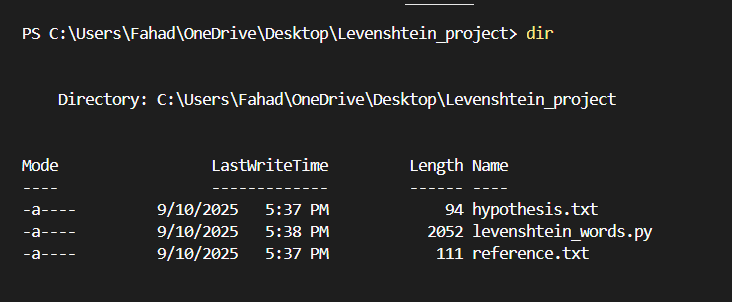 PS C:\Users\Fahad\OneDrive\Desktop\Levenshtein_project> dir
Directory: C:\Users\Fahad\OneDrive\Desktop\Levenshtein_project
Mode                 LastWriteTime         Length Name
----                 -------------         ------ ----
-a----         9/10/2025   5:37 PM             94 hypothesis.txt
-a----         9/10/2025   5:38 PM           2052 levenshtein_words.py
-a----         9/10/2025   5:37 PM            111 reference.txt